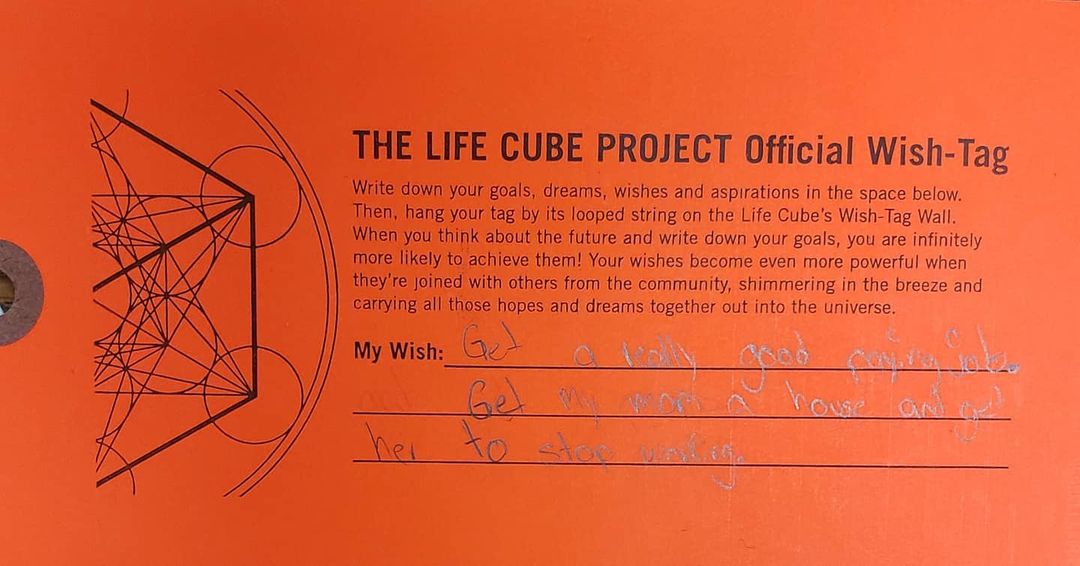 THE LIFE CUBE PROJECT Official Wish-Tag
Write down your goals, dreams, wishes and aspirations in the space below.
Then, hang your tag by its looped string on the Life Cube's Wish-Tag Wall.
When you think about the future and write down your goals, you are infinitely
more likely to achieve them! Your wishes become even more powerful when
they're joined with others from the community, shimmering in the breeze and
carrying all those hopes and dreams together out into the universe.
My Wish: Get a really good paying job.
Get my mom a house and get
her to stop working.